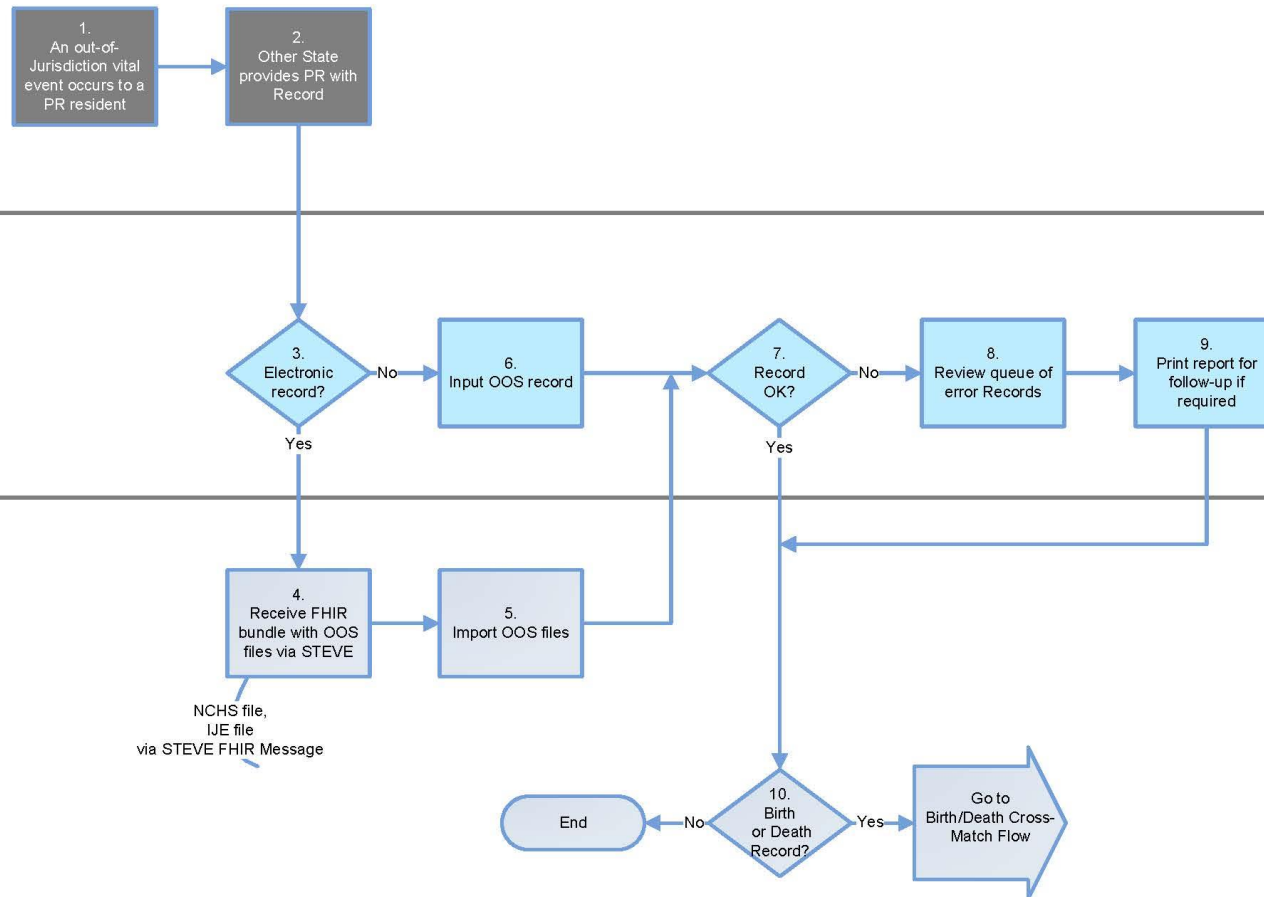 1.
An out-of-
Jurisdiction vital
event occurs to a
PR resident
2.
Other State
provides PR with
Record
3.
Electronic
record?
No
6.
Input OOS record
7.
Record
OK?
No
8.
Review queue of
error Records
9.
Print report for
follow-up if
required
Yes
Yes
4.
Receive FHIR
bundle with OOS
files via STEVE
5.
Import OOS files
NCHS file,
IJE file
via STEVE FHIR Message
End
No
10.
Birth
or Death
Record?
Yes
Go to
Birth/Death Cross-
Match Flow